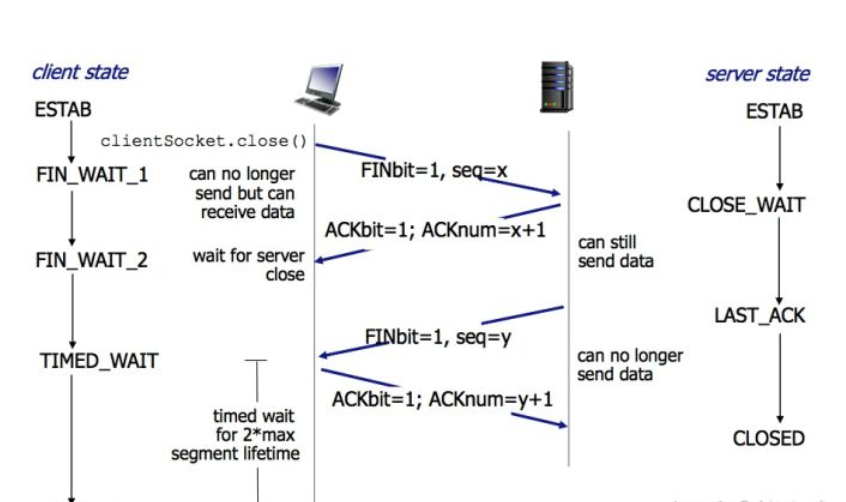 client state
server state
ESTAB
ESTAB
clientSocket.close()
FIN_WAIT_1
can no longer
send but can
receive data
FINbit=1, seq=x
CLOSE_WAIT
ACKbit=1; ACKnum=x+1
FIN_WAIT_2
wait for server
close
can still
send data
LAST_ACK
FINbit=1, seq=y
TIMED_WAIT
can no longer
send data
ACKbit=1; ACKnum=y+1
timed wait
for 2*max
segment lifetime
CLOSED